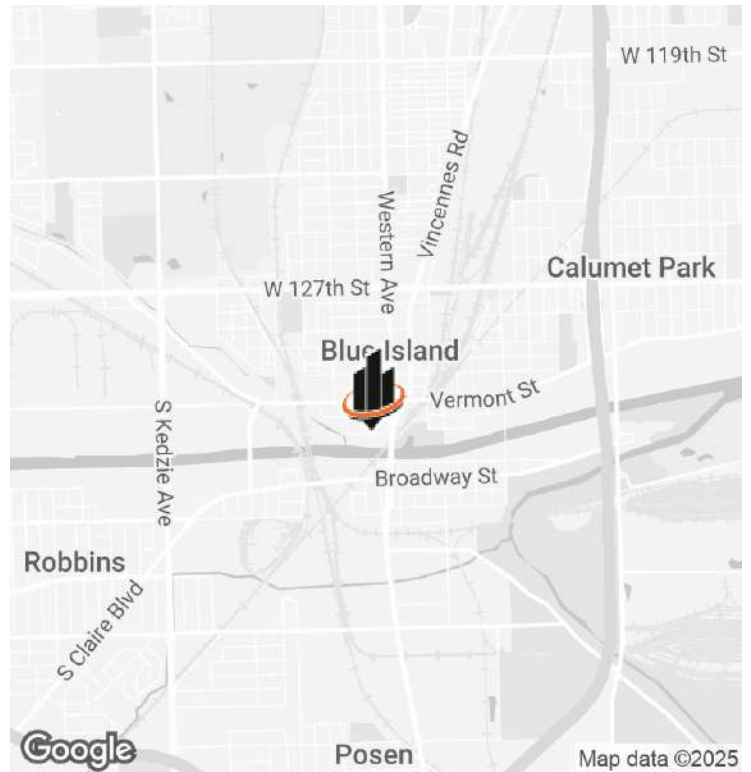 W 119th St
Vincennes Rd
Western Ave
Calumet Park
W 127th St
Blue Island
Vermont St
S Kedzie Ave
Broadway St
Robbins
S Claire Blvd
Google
Posen
Map data ©2025